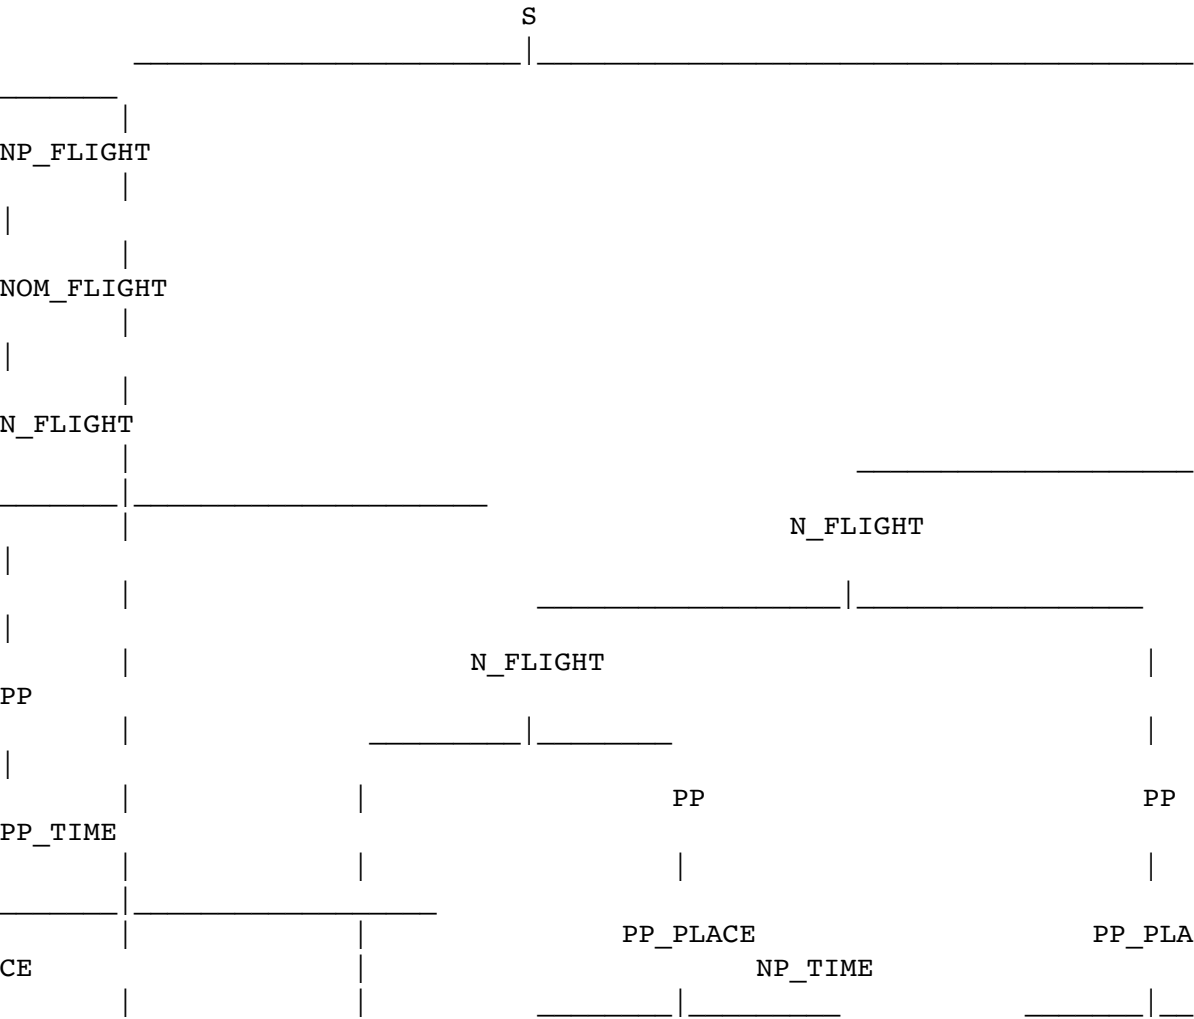 S
NP_FLIGHT
NOM_FLIGHT
N_FLIGHT
N_FLIGHT
N_FLIGHT
PP
PP PP
PP_TIME
PP_PLACE PP_PLA
CE NP_TIME